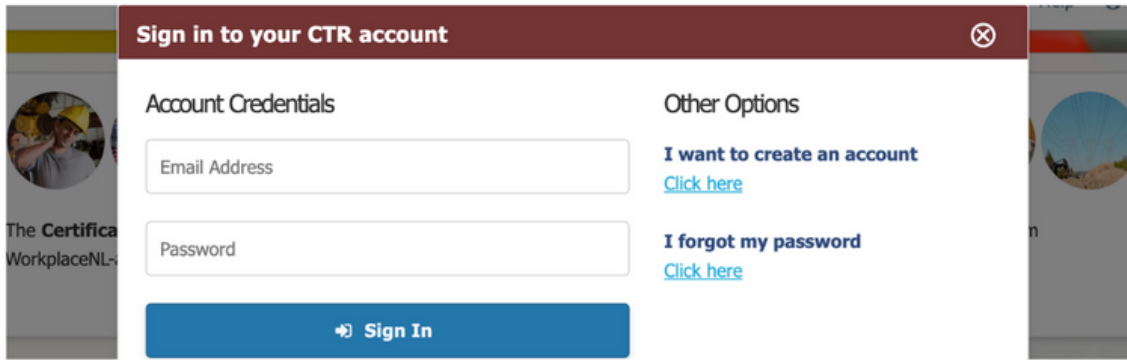 Help
Sign in to your CTR account
Account Credentials
Email Address
Password
Sign In
Other Options
I want to create an account
Click here
I forgot my password
Click here
The Certifica
WorkplaceNL-